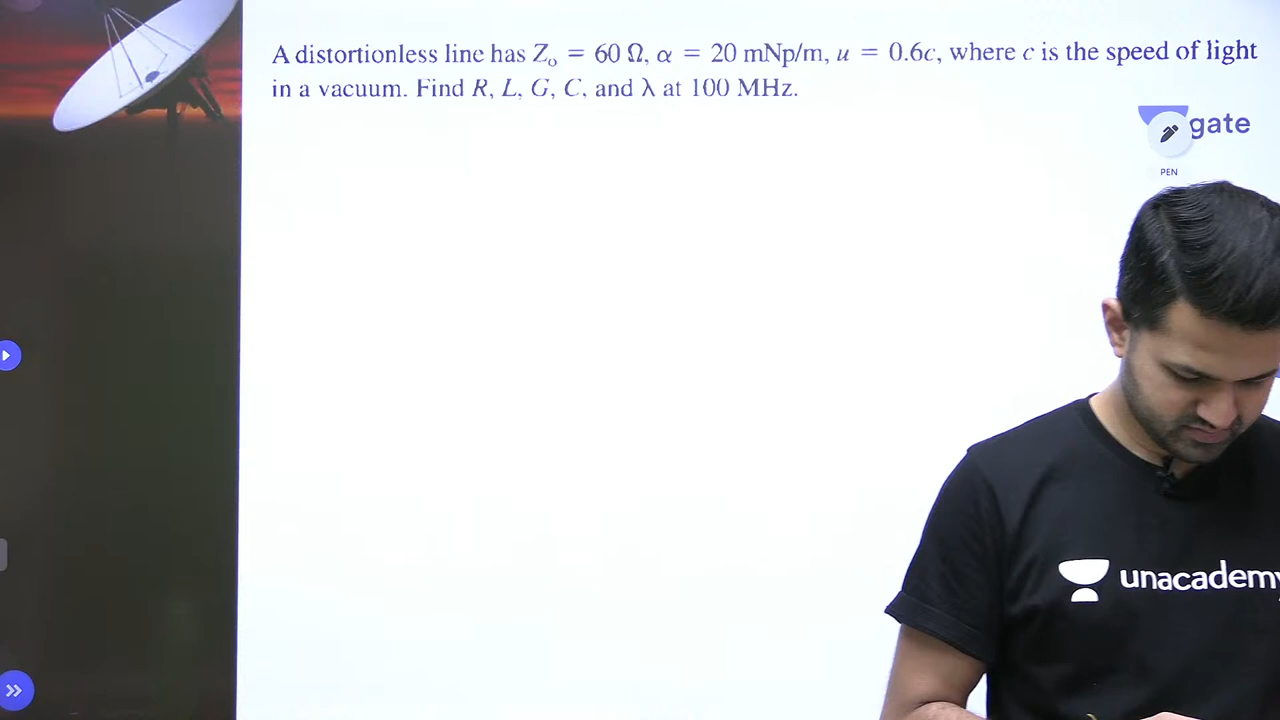 A distortionless line has Zₒ = 60 Ω, α = 20 mNp/m, u = 0.6c, where c is the speed of light
in a vacuum. Find R, L, G, C, and λ at 100 MHz.
gate
PEN
unacademy